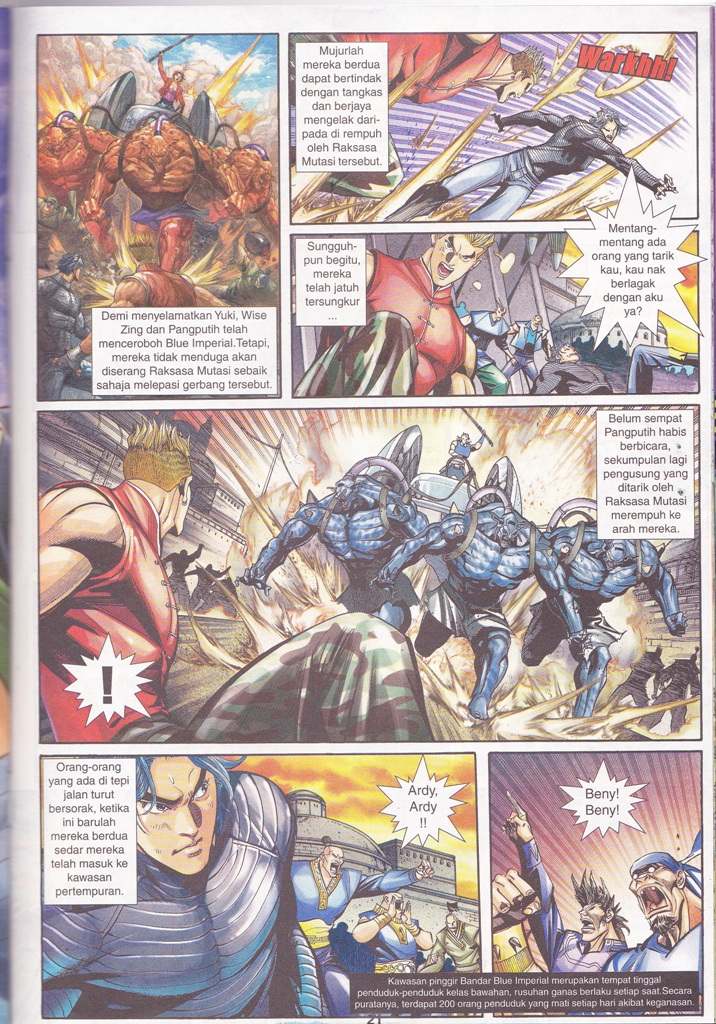 Demi menyelamatkan Yuki, Wise
Zing dan Pangputih telah
menceroboh Blue Imperial.Tetapi,
mereka tidak menduga akan
diserang Raksasa Mutasi sebaik
sahaja melepasi gerbang tersebut.
Mujurlah
mereka berdua
dapat bertindak
dengan tangkas
dan berjaya
mengelak dari-
pada di rempuh
oleh Raksasa
Mutasi tersebut.
Warkhh!
Sungguh-
pun begitu,
mereka
telah jatuh
tersungkur
...
Mentang-
mentang ada
orang yang tarik
kau, kau nak
berlagak
dengan aku
ya?
Belum sempat
Pangputih habis
berbicara,
sekumpulan lagi
pengusung yang
ditarik oleh
Raksasa Mutasi
merempuh ke
arah mereka.
!
Orang-orang
yang ada di tepi
jalan turut
bersorak, ketika
ini barulah
mereka berdua
sedar mereka
telah masuk ke
kawasan
pertempuran.
Ardy,
Ardy
!!
Beny!
Beny!
Kawasan pinggir Bandar Blue Imperial merupakan tempat tinggal
penduduk-penduduk kelas bawahan, rusuhan ganas berlaku setiap saat.Secara
puratanya, terdapat 200 orang penduduk yang mati setiap hari akibat keganasan.
21